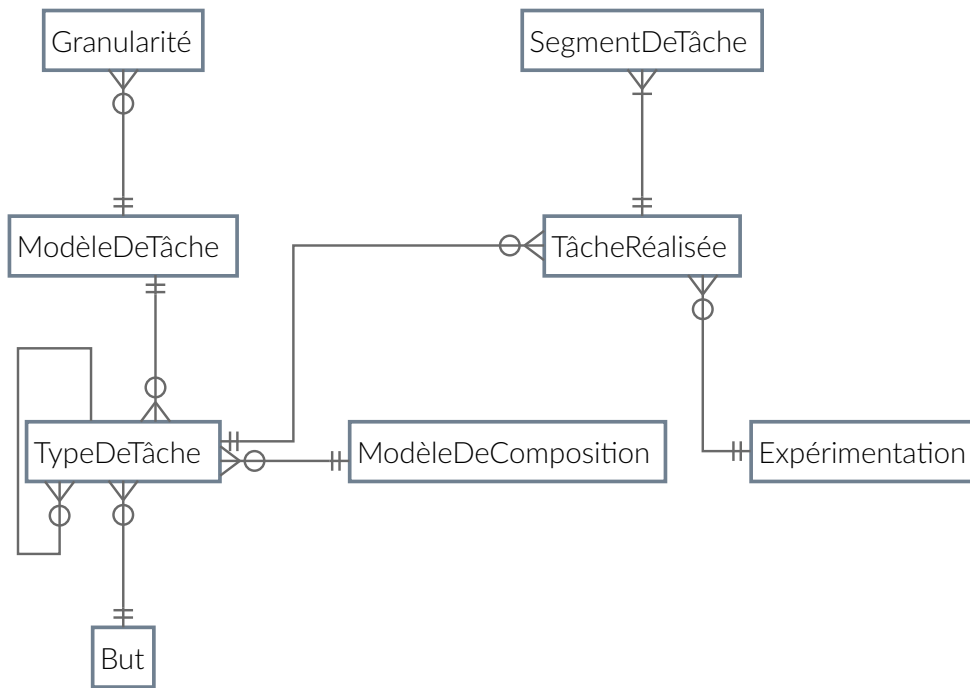 Granularité
SegmentDeTâche
ModèleDeTâche
TâcheRéalisée
TypeDeTâche
ModèleDeComposition
Expérimentation
But